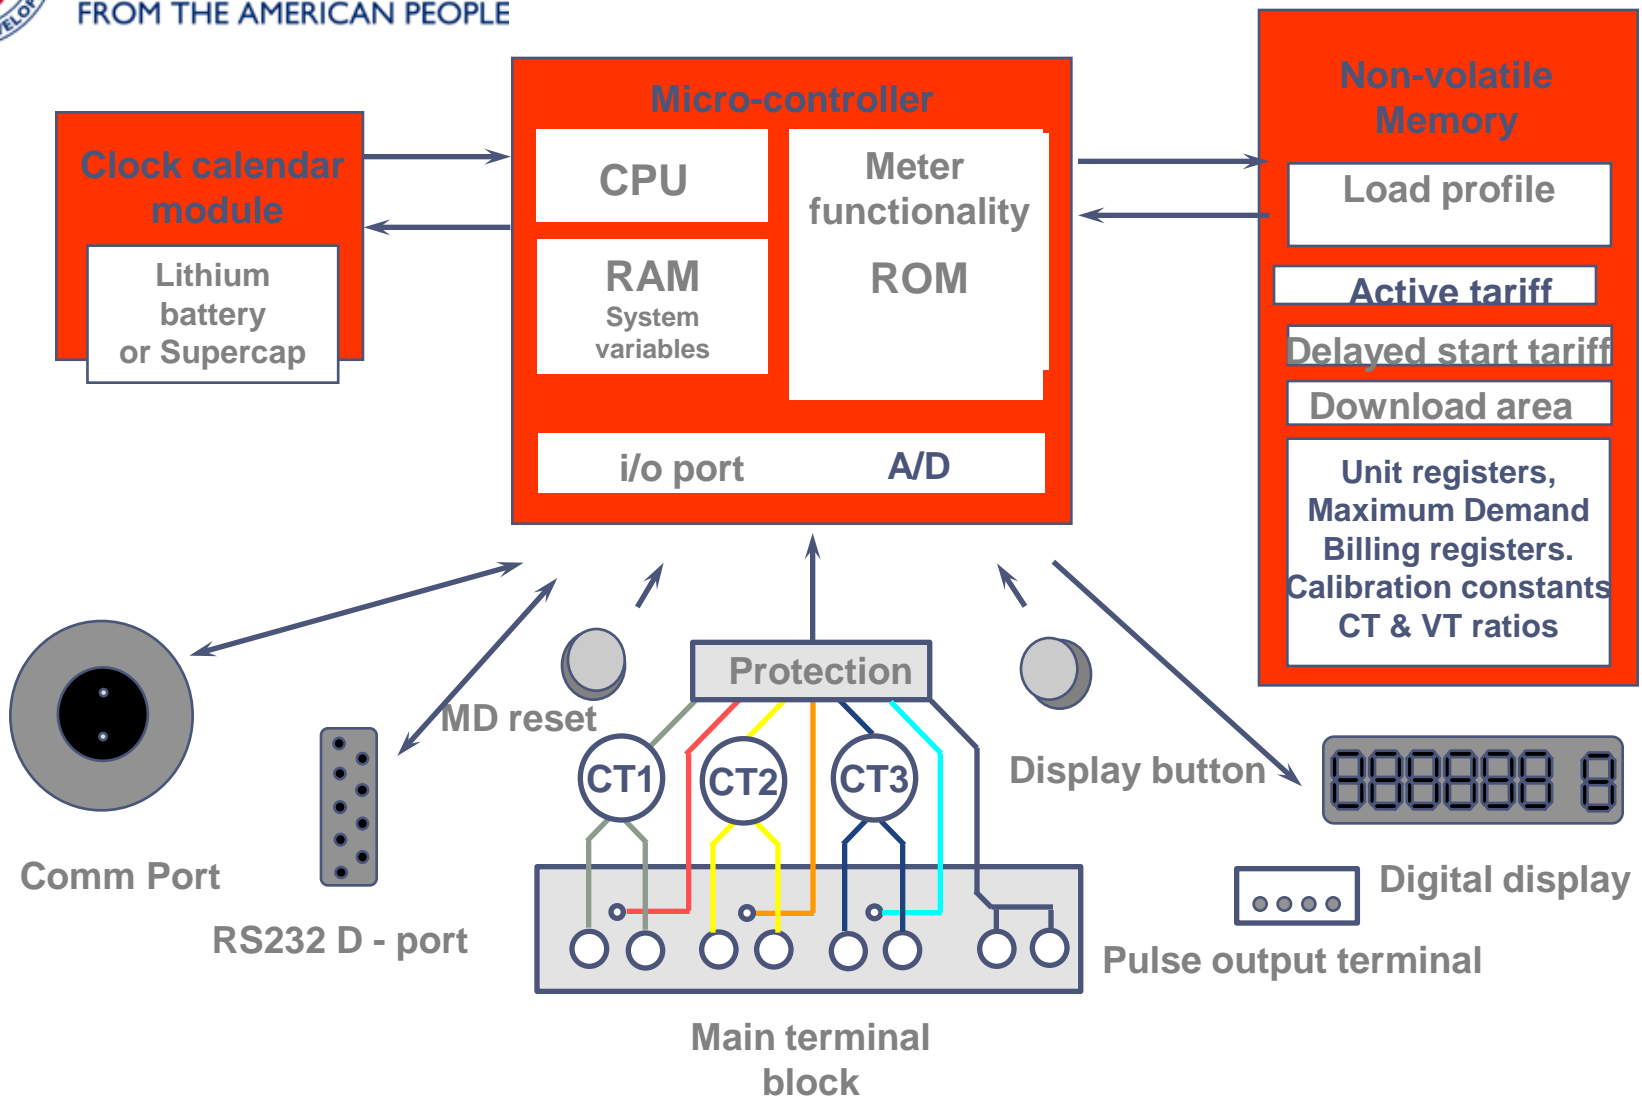 FROM THE AMERICAN PEOPLE
Micro-controller
Non-volatile
Memory
Clock calendar
module
CPU
Meter
functionality
Load profile
Lithium
battery
or Supercap
RAM
System
variables
ROM
Active tariff
Delayed start tariff
Download area
i/o port
A/D
Unit registers,
Maximum Demand
Billing registers.
Calibration constants
CT & VT ratios
Protection
MD reset
CT1
CT2
CT3
Display button
Comm Port
Digital display
RS232 D - port
Pulse output terminal
Main terminal
block